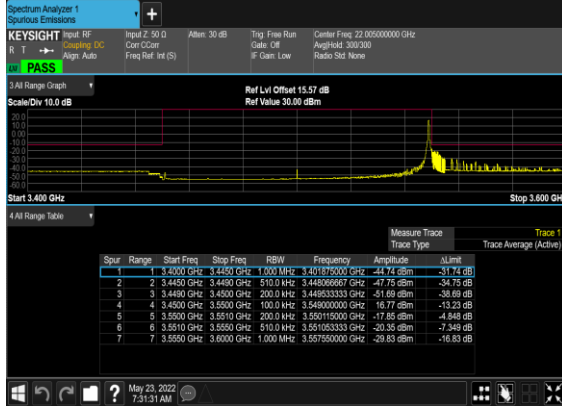 Spectrum Analyzer 1
Spurious Emissions
+
KEYSIGHT Input: RF Input Z: 50 Ω Atten: 30 dB Trig: Free Run Center Freq: 22.005000000 GHz
R T Coupling: DC Corr CCorr Gate: Off Avg|Hold: 300/300
Align: Auto Freq Ref: Int (S) IF Gain: Low Radio Std: None
PASS
3 All Range Graph
Ref Lvl Offset 15.57 dB
Scale/Div 10.0 dB Ref Value 30.00 dBm
20.0
10.0
0.00
-10.0
-20.0
-30.0
-40.0
-50.0
-60.0
Start 3.400 GHz Stop 3.600 GH
4 All Range Table
Measure Trace Trace 1
Trace Type Trace Average (Active)
Spur Range Start Freq Stop Freq RBW Frequency Amplitude ΔLimit
1 1 3.4000 GHz 3.4450 GHz 1.000 MHz 3.401875000 GHz -44.74 dBm -31.74 dB
2 2 3.4450 GHz 3.4490 GHz 510.0 kHz 3.448066667 GHz -47.75 dBm -34.75 dB
3 3 3.4490 GHz 3.4500 GHz 200.0 kHz 3.449533333 GHz -51.69 dBm -38.69 dB
4 4 3.4500 GHz 3.5500 GHz 100.0 kHz 3.549000000 GHz 16.77 dBm -13.23 dB
5 5 3.5500 GHz 3.5510 GHz 200.0 kHz 3.550115000 GHz -17.85 dBm -4.848 dB
6 6 3.5510 GHz 3.5550 GHz 510.0 kHz 3.551053333 GHz -20.35 dBm -7.349 dB
7 7 3.5550 GHz 3.6000 GHz 1.000 MHz 3.557550000 GHz -29.83 dBm -16.83 dB
?
May 23, 2022
7:31:31 AM